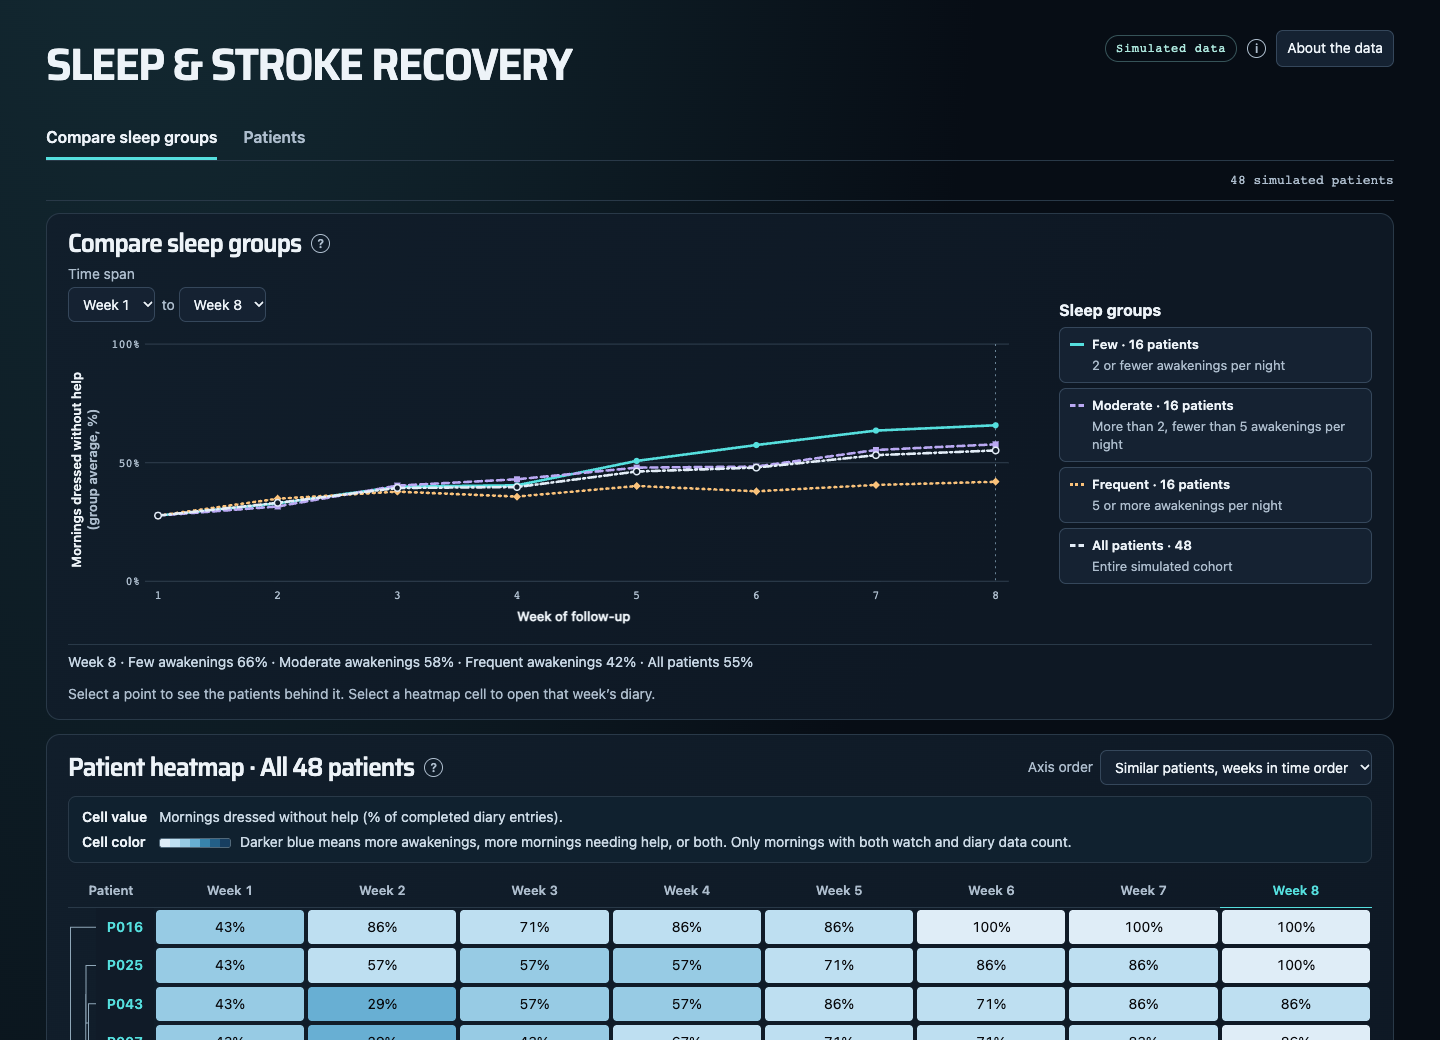 SLEEP & STROKE RECOVERY
Simulated data
i
About the data
Compare sleep groups
Patients
48 simulated patients
Compare sleep groups ?
Time span
Week 1 to Week 8
100%
50%
0%
Mornings dressed without help
(group average, %)
1 2 3 4 5 6 7 8
Week of follow-up
Sleep groups
Few · 16 patients
2 or fewer awakenings per night
Moderate · 16 patients
More than 2, fewer than 5 awakenings per
night
Frequent · 16 patients
5 or more awakenings per night
All patients · 48
Entire simulated cohort
Week 8 · Few awakenings 66% · Moderate awakenings 58% · Frequent awakenings 42% · All patients 55%
Select a point to see the patients behind it. Select a heatmap cell to open that week's diary.
Patient heatmap · All 48 patients ?
Axis order
Similar patients, weeks in time order
Cell value Mornings dressed without help (% of completed diary entries).
Cell color Darker blue means more awakenings, more mornings needing help, or both. Only mornings with both watch and diary data count.
Patient Week 1 Week 2 Week 3 Week 4 Week 5 Week 6 Week 7 Week 8
P016 43% 86% 71% 86% 86% 100% 100% 100%
P025 43% 57% 57% 57% 71% 86% 86% 100%
P043 43% 29% 57% 57% 86% 71% 86% 86%